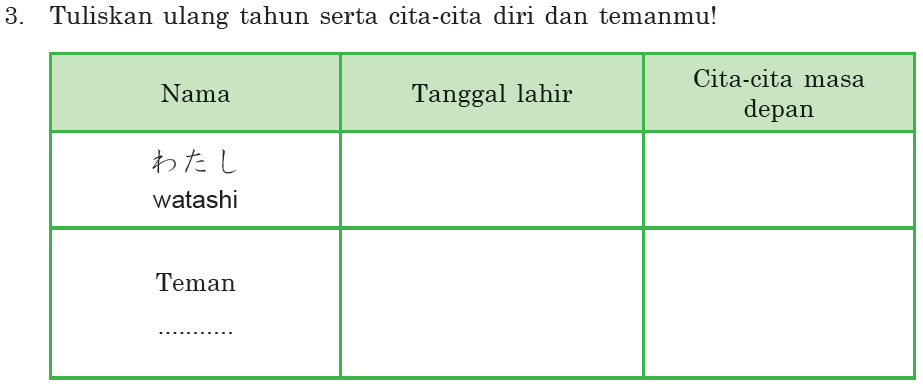 3. Tuliskan ulang tahun serta cita-cita diri dan temanmu!
Nama
Tanggal lahir
Cita-cita masa
depan
わたし
watashi
Teman
...........